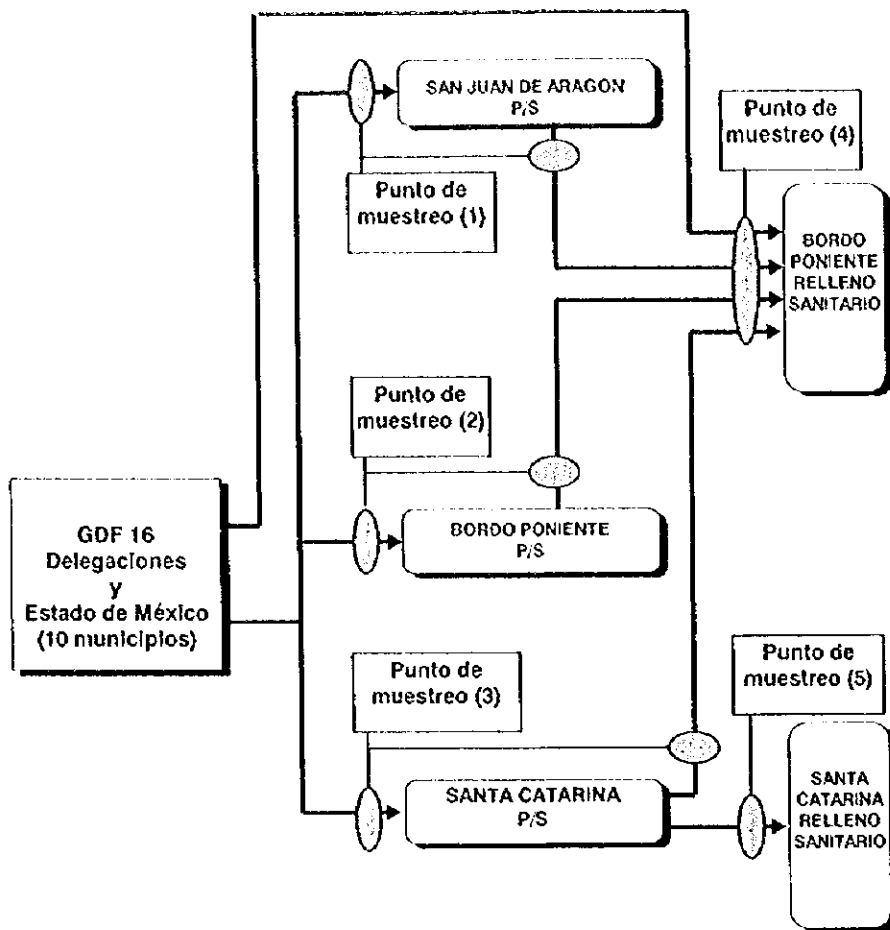 SAN JUAN DE ARAGON
P/S
Punto de
muestreo (4)
Punto de
muestreo (1)
BORDO
PONIENTE
RELLENO
SANITARIO
Punto de
muestreo (2)
GDF 16
Delegaciones
y
Estado de México
(10 municipios)
BORDO PONIENTE
P/S
Punto de
muestreo (3)
Punto de
muestreo (5)
SANTA CATARINA
P/S
SANTA
CATARINA
RELLENO
SANITARIO